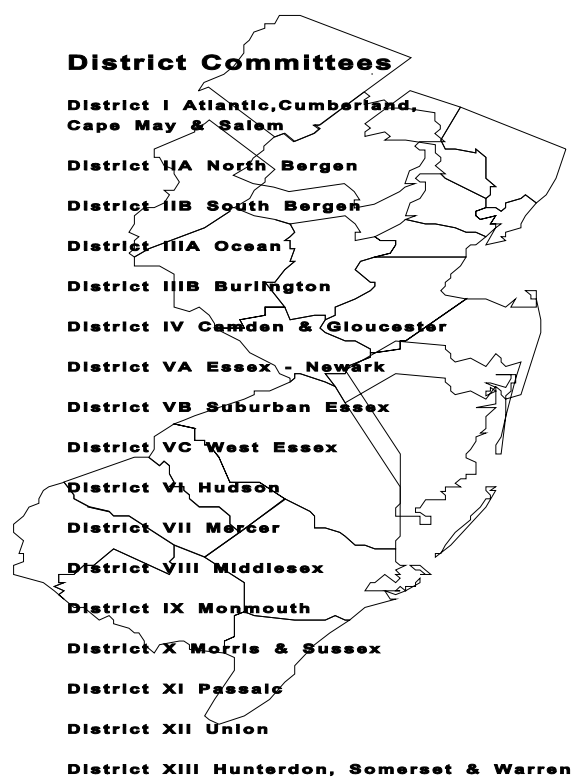 District Committees
District I Atlantic,Cumberland,
Cape May & Salem
District IIA North Bergen
District IIB South Bergen
District IIIA Ocean
District IIIB Burlington
District IV Camden & Gloucester
District VA Essex - Newark
District VB Suburban Essex
District VC West Essex
District VI Hudson
District VII Mercer
District VIII Middlesex
District IX Monmouth
District X Morris & Sussex
District XI Passaic
District XII Union
District XIII Hunterdon, Somerset & Warren